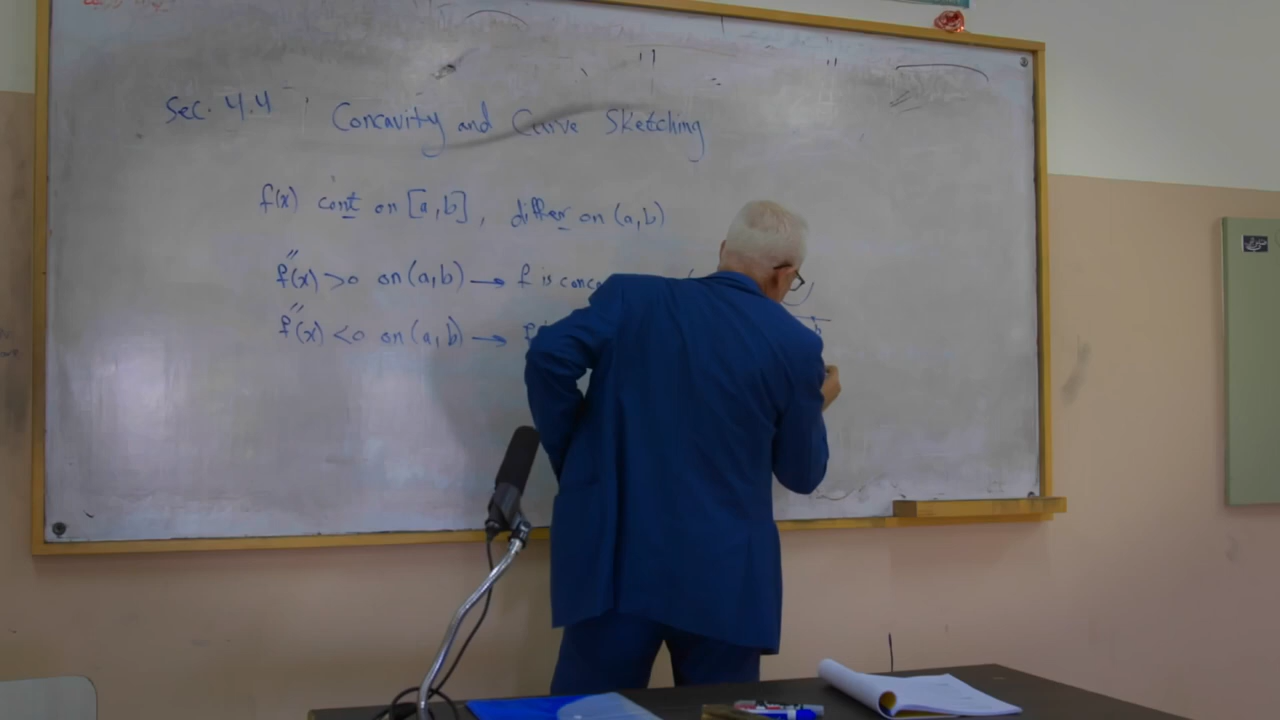 Sec. 4.4 Concavity and Curve Sketching
f(x) cont on [a,b], differ on (a,b)
f''(x) >0 on (a,b) → f is conca
f''(x) <0 on (a,b) → f
b